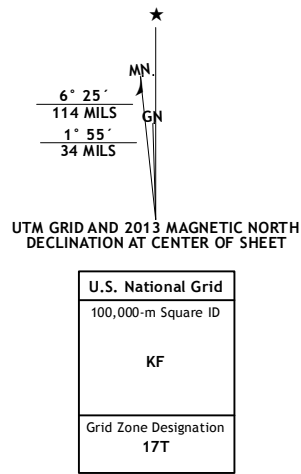 ★
MN.
6° 25´
114 MILS
GN
1° 55´
34 MILS
UTM GRID AND 2013 MAGNETIC NORTH
DECLINATION AT CENTER OF SHEET
U.S. National Grid
100,000-m Square ID
KF
Grid Zone Designation
17T